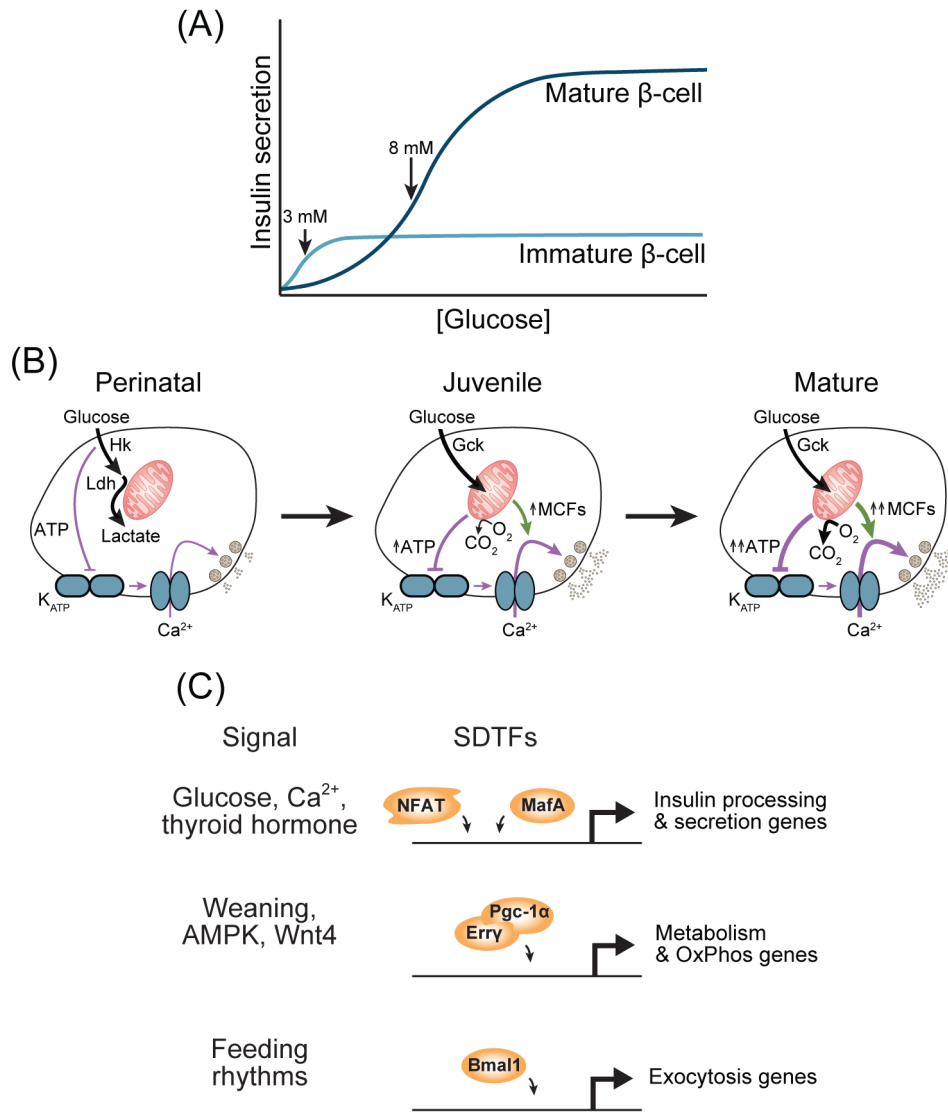 (A)
Insulin secretion
Mature β-cell
8 mM
3 mM
Immature β-cell
[Glucose]
(B)
Perinatal
Glucose
Hk
Ldh
ATP
Lactate
K_ATP
Ca²⁺
Juvenile
Glucose
Gck
↑MCFs
O₂
CO₂
↑ATP
K_ATP
Ca²⁺
Mature
Glucose
Gck
↑↑MCFs
O₂
CO₂
↑↑ATP
K_ATP
Ca²⁺
(C)
Signal
SDTFs
Glucose, Ca²⁺,
thyroid hormone
NFAT
MafA
Insulin processing
& secretion genes
Weaning,
AMPK, Wnt4
Pgc-1α
Errγ
Metabolism
& OxPhos genes
Feeding
rhythms
Bmal1
Exocytosis genes